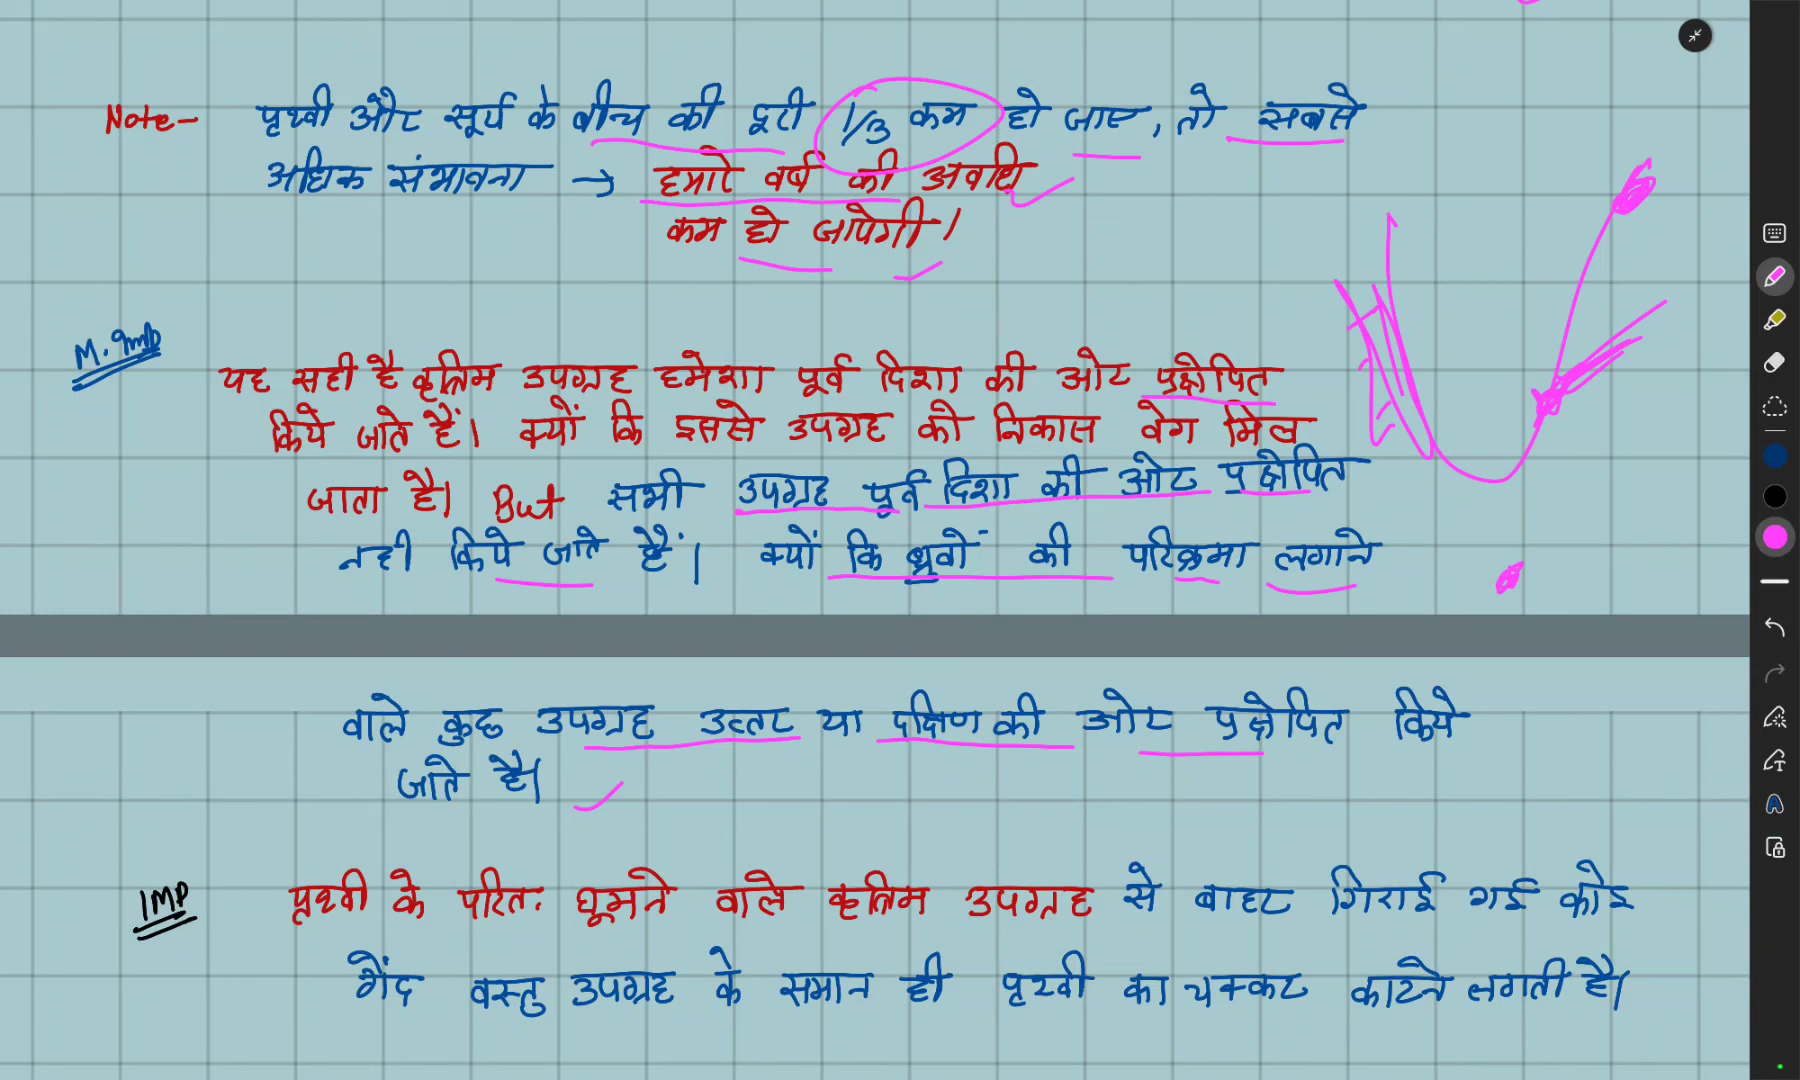 Note- पृथ्वी और सूर्य के बीच की दूरी 1/3 कम हो जाए, तो सबसे
अधिक संभावना → हमारे वर्ष की अवधि
कम हो जायेगी।
M. Imp
यह सही है कृत्रिम उपग्रह हमेशा पूर्व दिशा की ओर प्रक्षेपित
किये जाते हैं। क्यों कि इससे उपग्रह को निकास वेग मिल
जाता है। But सभी उपग्रह पूर्व दिशा की ओर प्रक्षेपित
नही किये जाते हैं। क्यों कि ध्रुवों की परिक्रमा लगाने
वाले कुछ उपग्रह उत्तर या दक्षिण की ओर प्रक्षेपित किये
जाते है।
IMP पृथ्वी के परित: घूमने वाले कृत्रिम उपग्रह से बाहर गिराई गई कोई
गेंद वस्तु उपग्रह के समान ही पृथ्वी का चक्कर काटने लगती है।